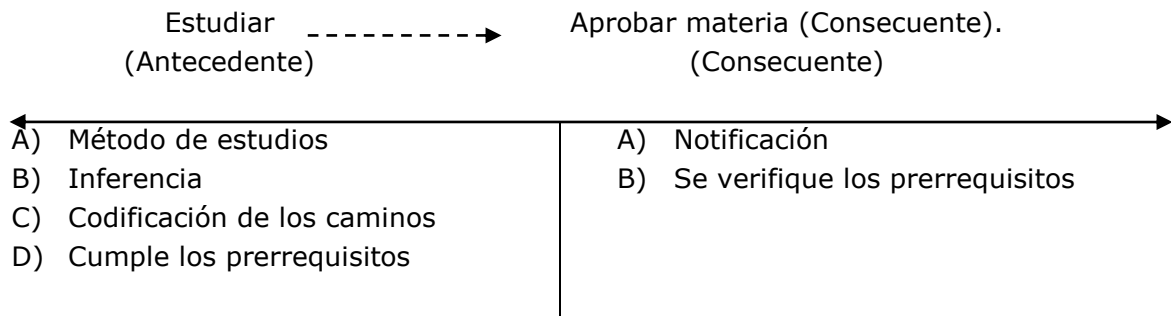 Estudiar
Aprobar materia (Consecuente).
(Antecedente)
(Consecuente)
A) Método de estudios
B) Inferencia
C) Codificación de los caminos
D) Cumple los prerrequisitos
A) Notificación
B) Se verifique los prerrequisitos